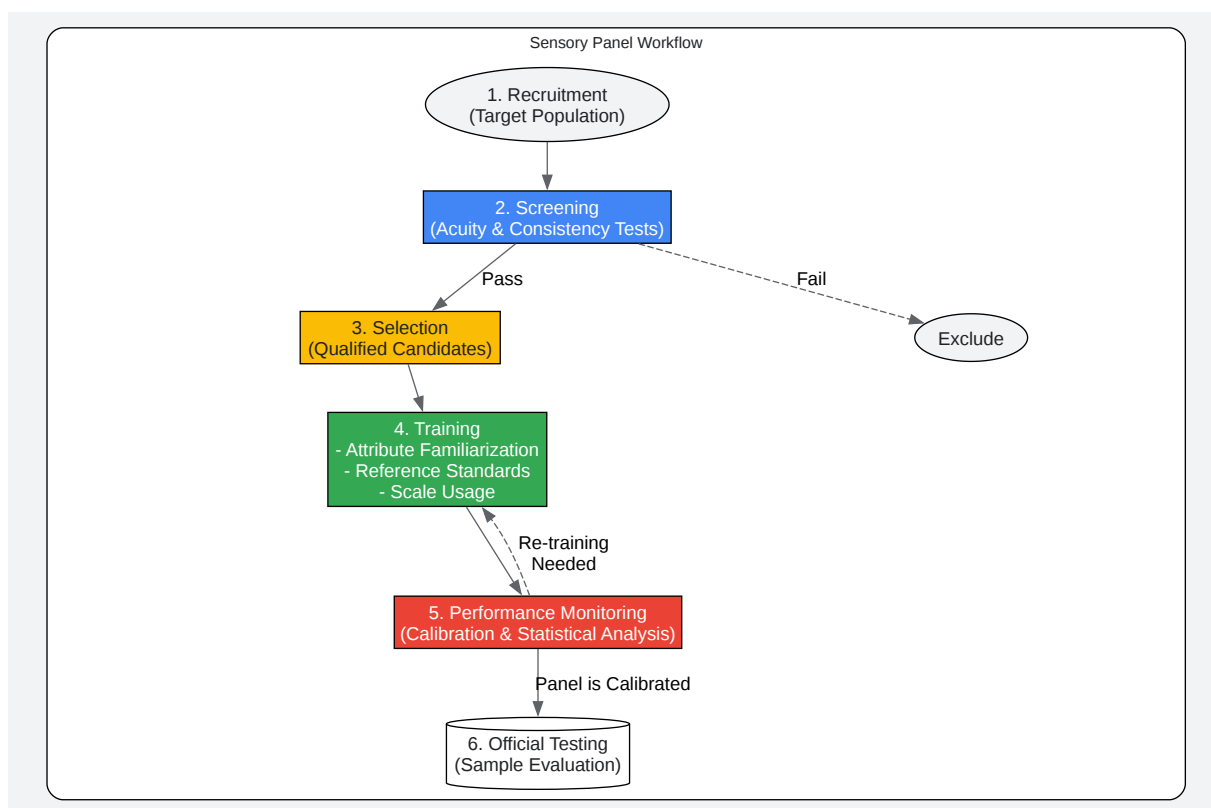 Sensory Panel Workflow
1. Recruitment
(Target Population)
2. Screening
(Acuity & Consistency Tests)
Pass
Fail
3. Selection
(Qualified Candidates)
Exclude
4. Training
- Attribute Familiarization
- Reference Standards
- Scale Usage
Re-training
Needed
5. Performance Monitoring
(Calibration & Statistical Analysis)
Panel is Calibrated
6. Official Testing
(Sample Evaluation)